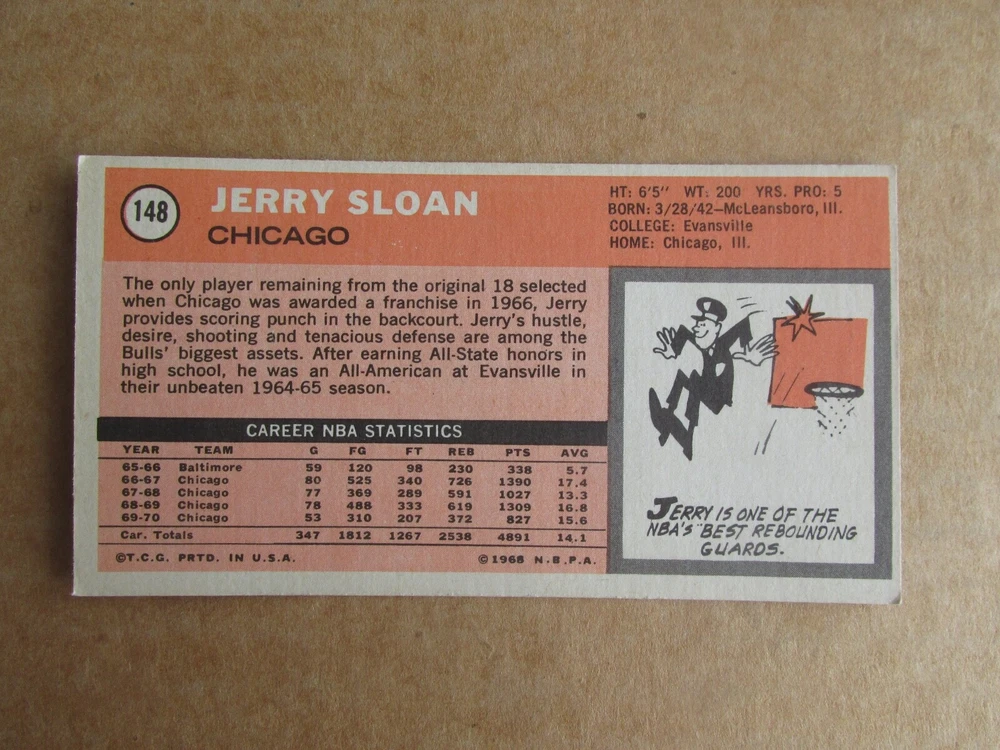 148
JERRY SLOAN
CHICAGO
HT: 6'5" WT: 200 YRS. PRO: 5
BORN: 3/28/42—McLeansboro, Ill.
COLLEGE: Evansville
HOME: Chicago, Ill.
The only player remaining from the original 18 selected
when Chicago was awarded a franchise in 1966, Jerry
provides scoring punch in the backcourt. Jerry's hustle,
desire, shooting and tenacious defense are among the
Bulls' biggest assets. After earning All-State honors in
high school, he was an All-American at Evansville in
their unbeaten 1964-65 season.
CAREER NBA STATISTICS
YEAR TEAM G FG FT REB PTS AVG
65-66 Baltimore 59 120 98 230 338 5.7
66-67 Chicago 80 525 340 726 1390 17.4
67-68 Chicago 77 369 289 591 1027 13.3
68-69 Chicago 78 488 333 619 1309 16.8
69-70 Chicago 53 310 207 372 827 15.6
Car. Totals 347 1812 1267 2538 4891 14.1
©T.C.G. PRTD. IN U.S.A. ©1968 N.B.P.A.
JERRY IS ONE OF THE
NBA'S BEST REBOUNDING
GUARDS.